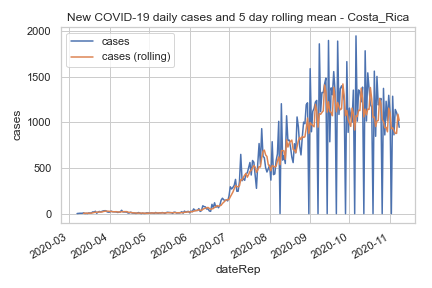 New COVID-19 daily cases and 5 day rolling mean - Costa_Rica
cases
cases (rolling)
2000
1500
1000
500
0
cases
2020-03
2020-04
2020-05
2020-06
2020-07
2020-08
2020-09
2020-10
2020-11
dateRep